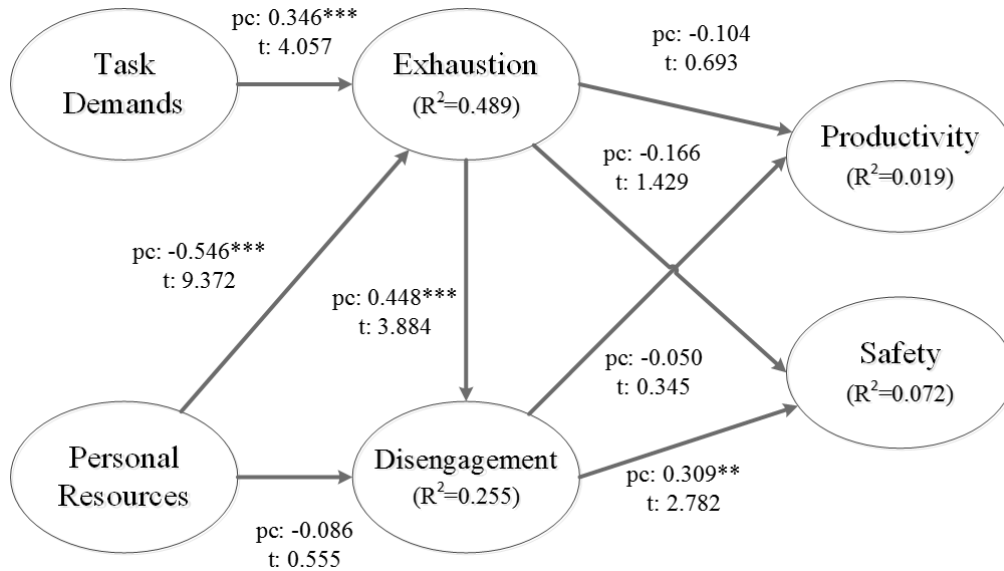 pc: 0.346***
t: 4.057
Task
Demands
Exhaustion
(R²=0.489)
pc: -0.104
t: 0.693
Productivity
(R²=0.019)
pc: -0.166
t: 1.429
pc: -0.546***
t: 9.372
pc: 0.448***
t: 3.884
pc: -0.050
t: 0.345
Safety
(R²=0.072)
Personal
Resources
Disengagement
(R²=0.255)
pc: 0.309**
t: 2.782
pc: -0.086
t: 0.555